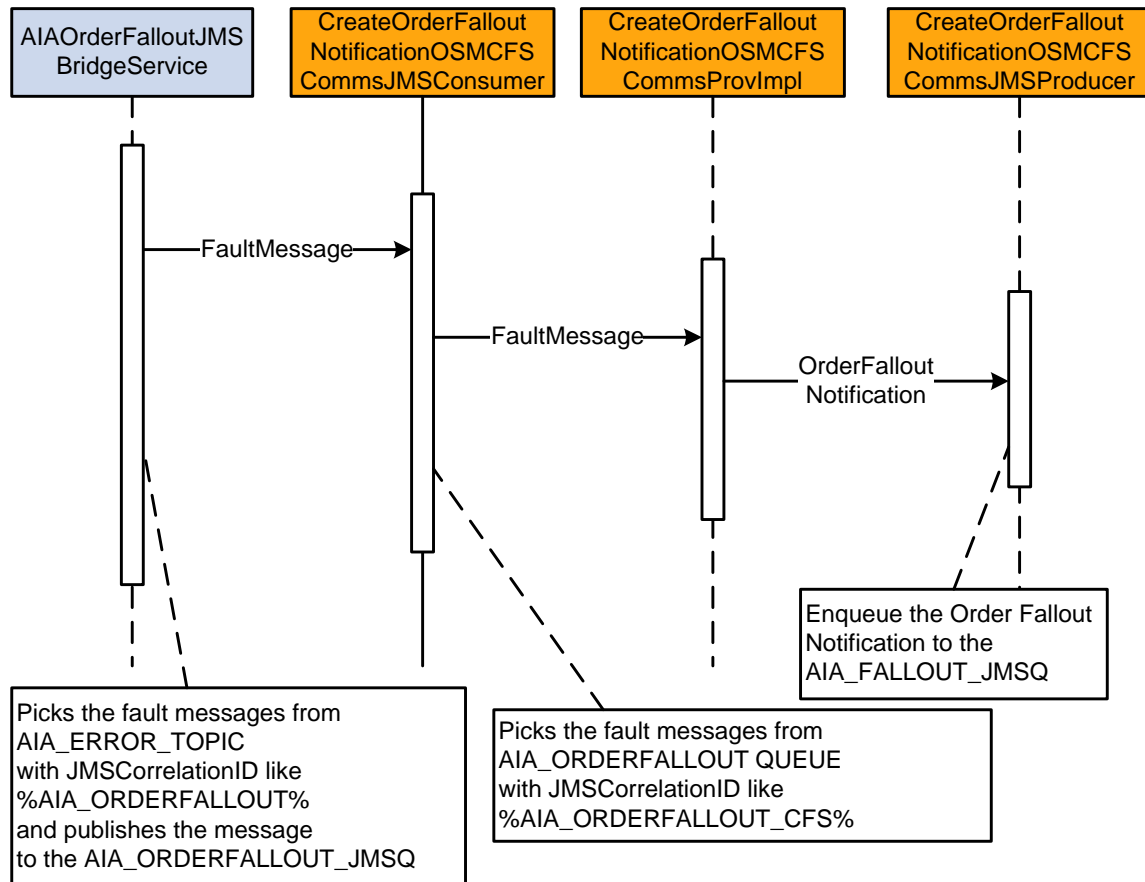 AIAOrderFalloutJMS
BridgeService
CreateOrderFallout
NotificationOSMCFS
CommsJMSConsumer
CreateOrderFallout
NotificationOSMCFS
CommsProvImpl
CreateOrderFallout
NotificationOSMCFS
CommsJMSProducer
FaultMessage
FaultMessage
OrderFallout
Notification
Enqueue the Order Fallout
Notification to the
AIA_FALLOUT_JMSQ
Picks the fault messages from
AIA_ERROR_TOPIC
with JMSCorrelationID like
%AIA_ORDERFALLOUT%
and publishes the message
to the AIA_ORDERFALLOUT_JMSQ
Picks the fault messages from
AIA_ORDERFALLOUT QUEUE
with JMSCorrelationID like
%AIA_ORDERFALLOUT_CFS%